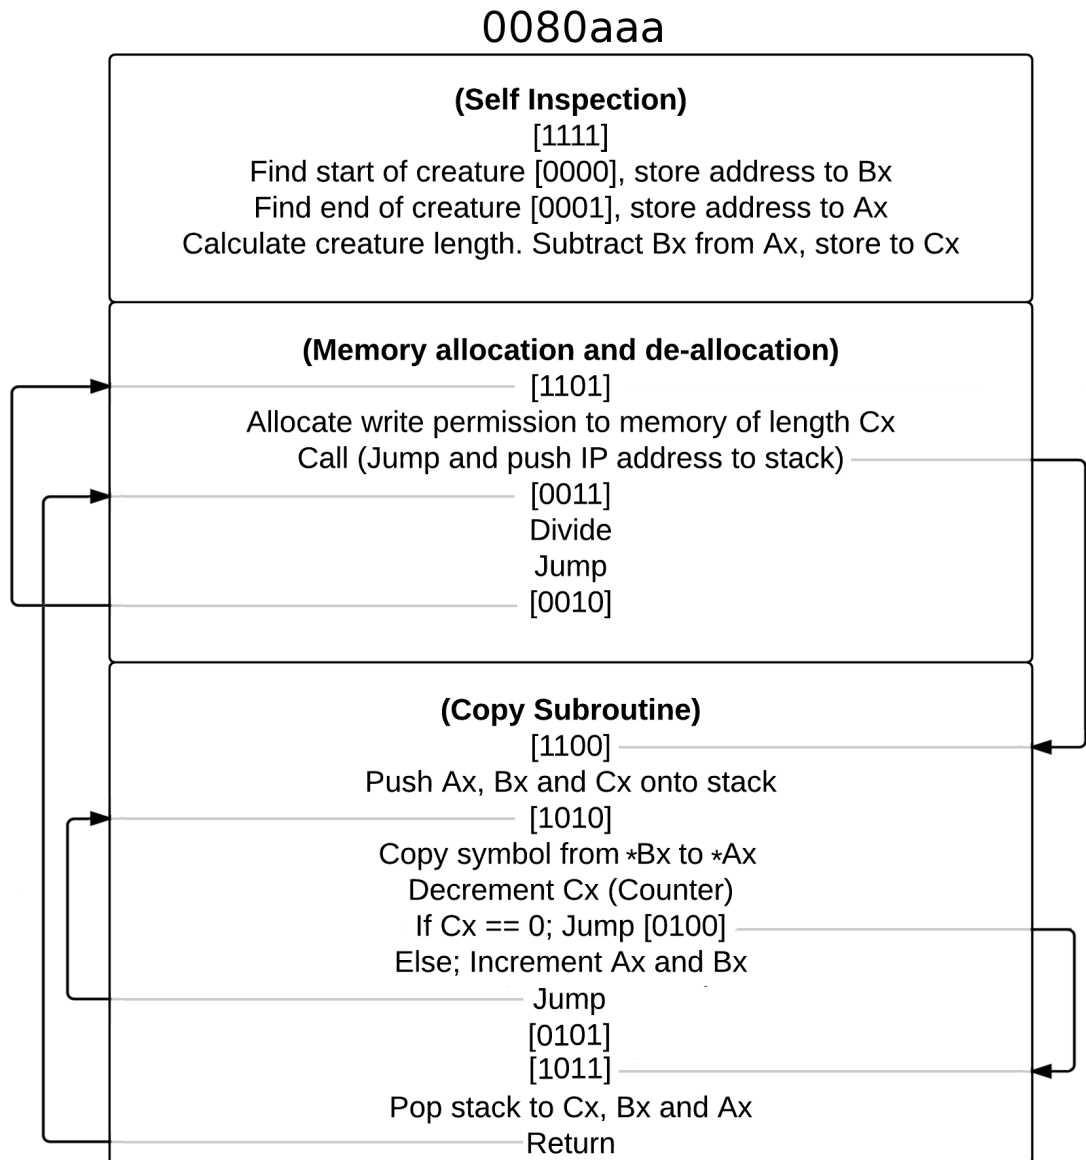 0080aaa
(Self Inspection)
[1111]
Find start of creature [0000], store address to Bx
Find end of creature [0001], store address to Ax
Calculate creature length. Subtract Bx from Ax, store to Cx
(Memory allocation and de-allocation)
[1101]
Allocate write permission to memory of length Cx
Call (Jump and push IP address to stack)
[0011]
Divide
Jump
[0010]
(Copy Subroutine)
[1100]
Push Ax, Bx and Cx onto stack
[1010]
Copy symbol from *Bx to *Ax
Decrement Cx (Counter)
If Cx == 0; Jump [0100]
Else; Increment Ax and Bx
Jump
[0101]
[1011]
Pop stack to Cx, Bx and Ax
Return